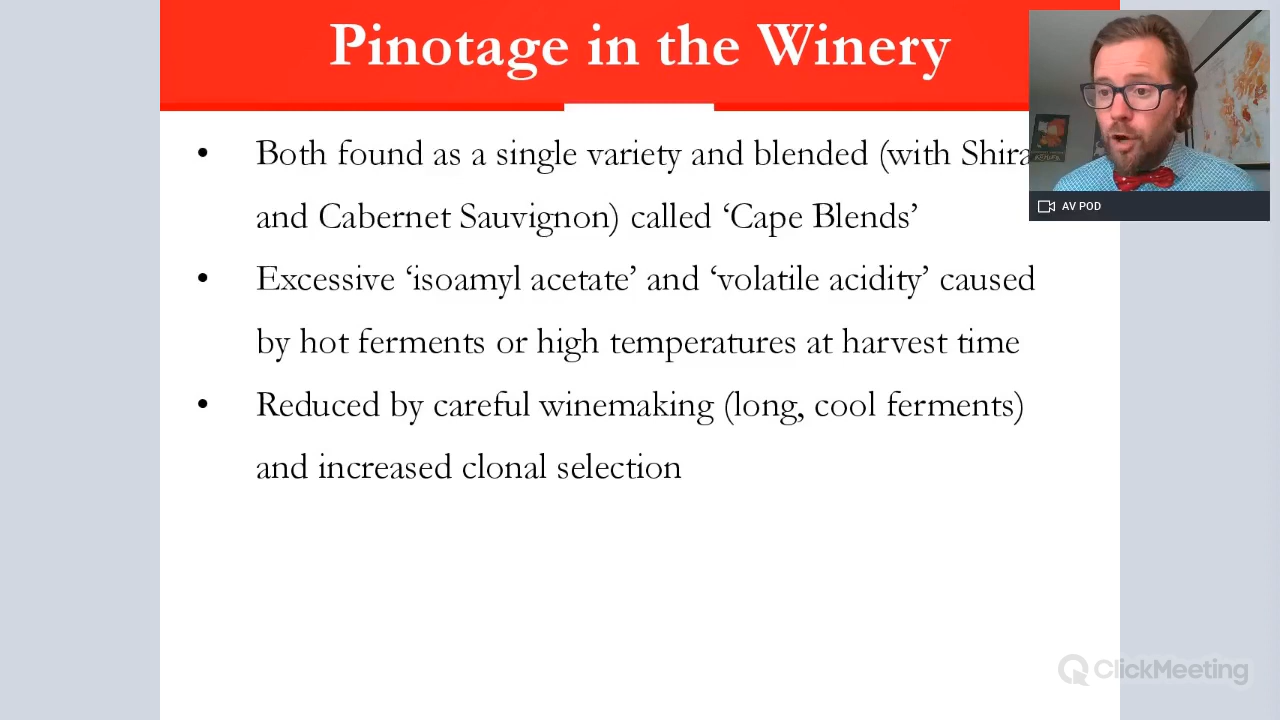 Pinotage in the Winery
• Both found as a single variety and blended (with
and Cabernet Sauvignon) called ‘Cape Blends’
• Excessive ‘isoamyl acetate’ and ‘volatile acidity’ caused
by hot ferments or high temperatures at harvest time
• Reduced by careful winemaking (long, cool ferments)
and increased clonal selection
AV POD
ClickMeeting